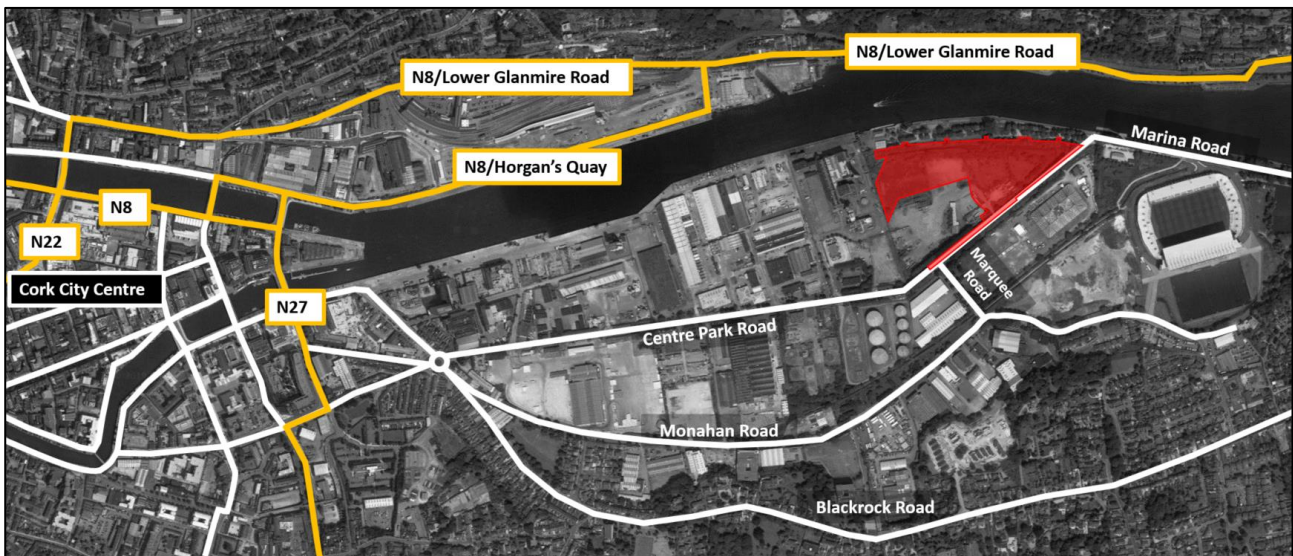 N8/Lower Glanmire Road
N8/Lower Glanmire Road
Marina Road
N8/Horgan's Quay
N8
N22
Cork City Centre
N27
Marquee
Road
Centre Park Road
Monahan Road
Blackrock Road